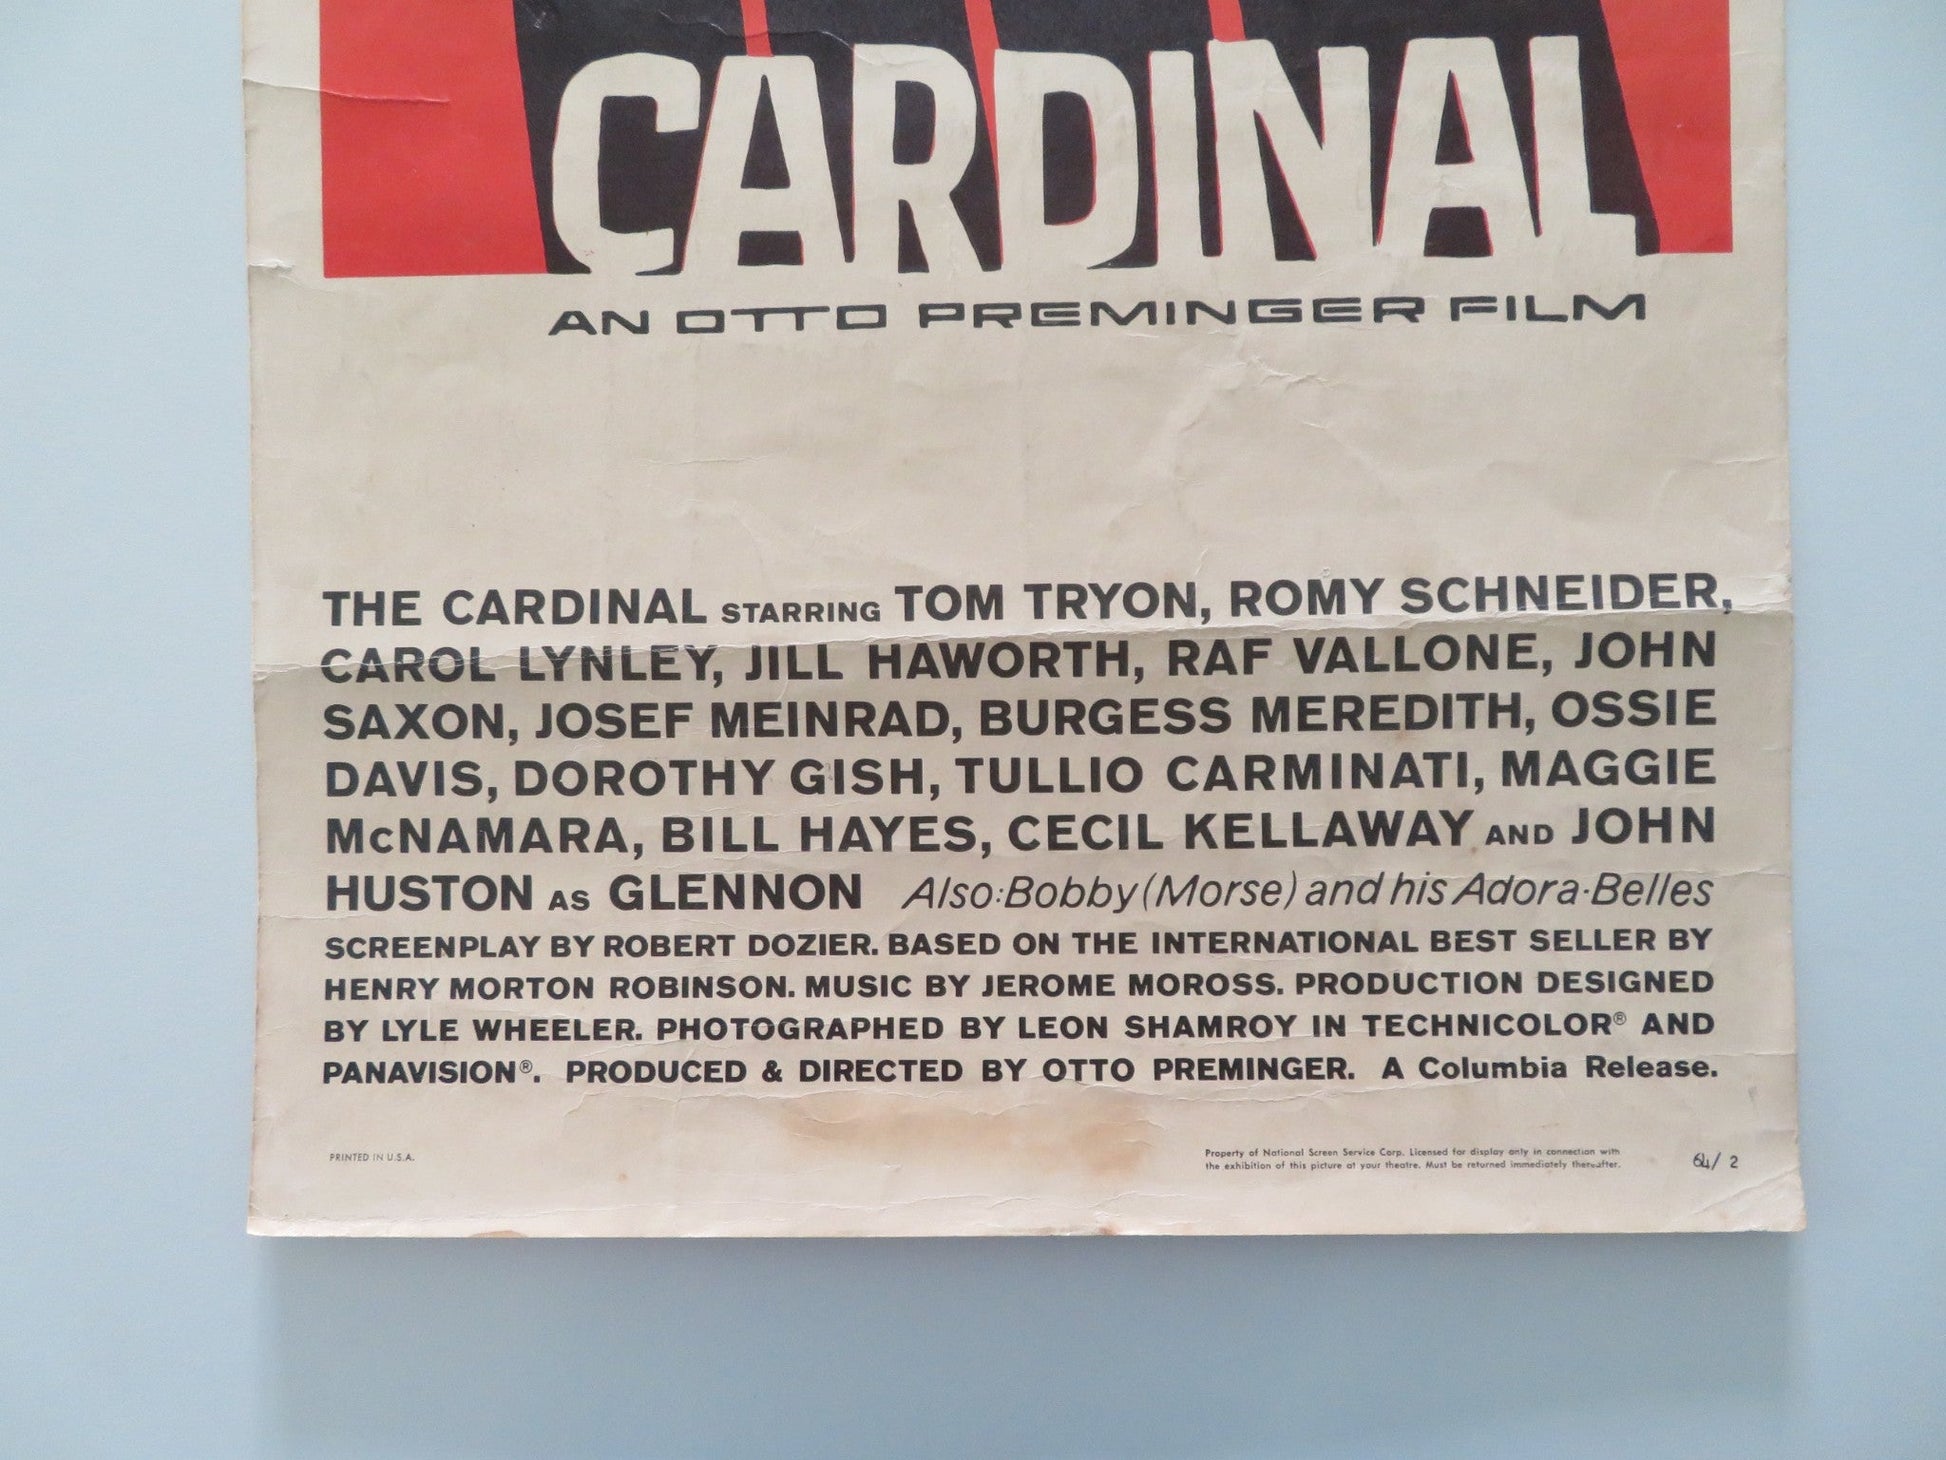 CARDINAL
AN OTTO PREMINGER FILM
THE CARDINAL STARRING TOM TRYON, ROMY SCHNEIDER,
CAROL LYNLEY, JILL HAWORTH, RAF VALLONE, JOHN
SAXON, JOSEF MEINRAD, BURGESS MEREDITH, OSSIE
DAVIS, DOROTHY GISH, TULLIO CARMINATI, MAGGIE
McNAMARA, BILL HAYES, CECIL KELLAWAY AND JOHN
HUSTON AS GLENNON Also: Bobby (Morse) and his Adora-Belles
SCREENPLAY BY ROBERT DOZIER. BASED ON THE INTERNATIONAL BEST SELLER BY
HENRY MORTON ROBINSON. MUSIC BY JEROME MOROSS. PRODUCTION DESIGNED
BY LYLE WHEELER. PHOTOGRAPHED BY LEON SHAMROY IN TECHNICOLOR® AND
PANAVISION®. PRODUCED & DIRECTED BY OTTO PREMINGER. A Columbia Release.
PRINTED IN U.S.A.
Property of National Screen Service Corp. Licensed for display only in connection with
the exhibition of this picture at your theatre. Must be returned immediately thereafter.
64/2